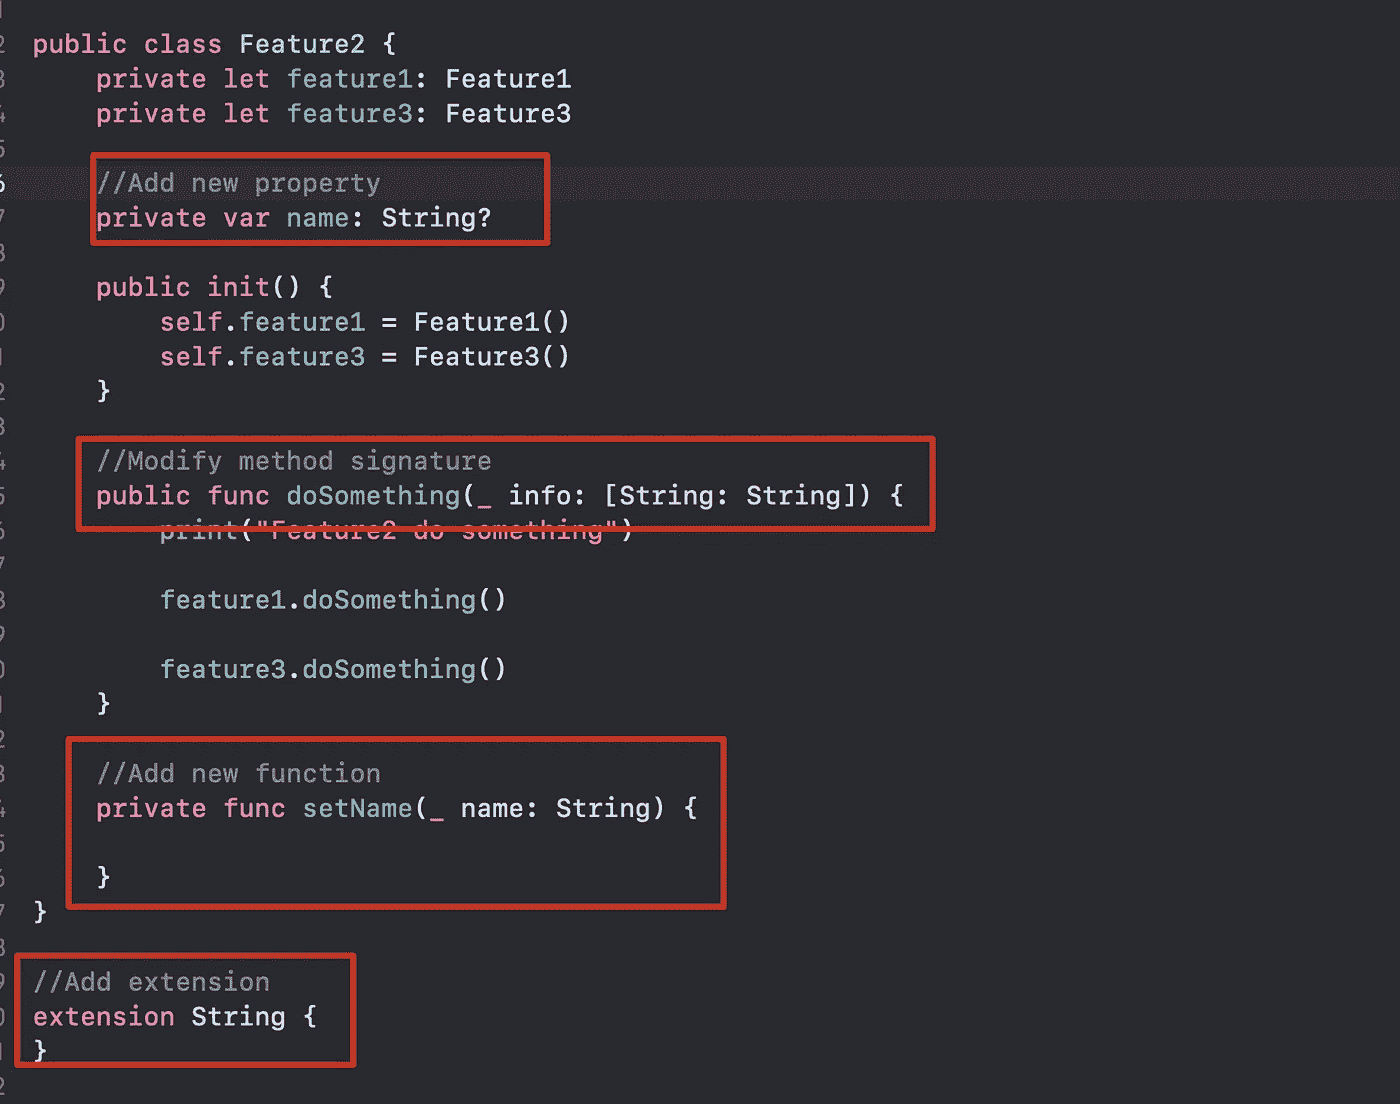 public class Feature2 {
private let feature1: Feature1
private let feature3: Feature3
//Add new property
private var name: String?
public init() {
self.feature1 = Feature1()
self.feature3 = Feature3()
}
//Modify method signature
public func doSomething(_ info: [String: String]) {
print("Feature2 do something")
feature1.doSomething()
feature3.doSomething()
}
//Add new function
private func setName(_ name: String) {
}
}
//Add extension
extension String {
}